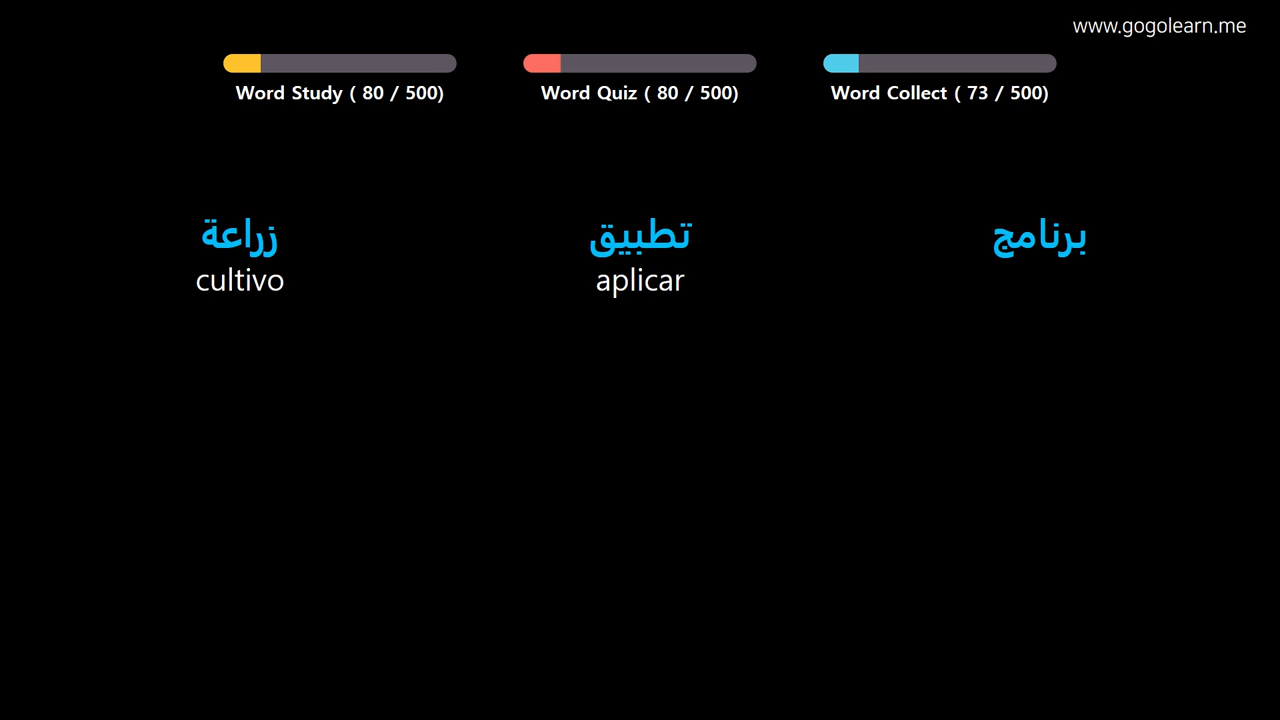 www.gogolearn.me
Word Study ( 80 / 500)
Word Quiz ( 80 / 500)
Word Collect ( 73 / 500)
زراعة
cultivo
تطبيق
aplicar
برنامج